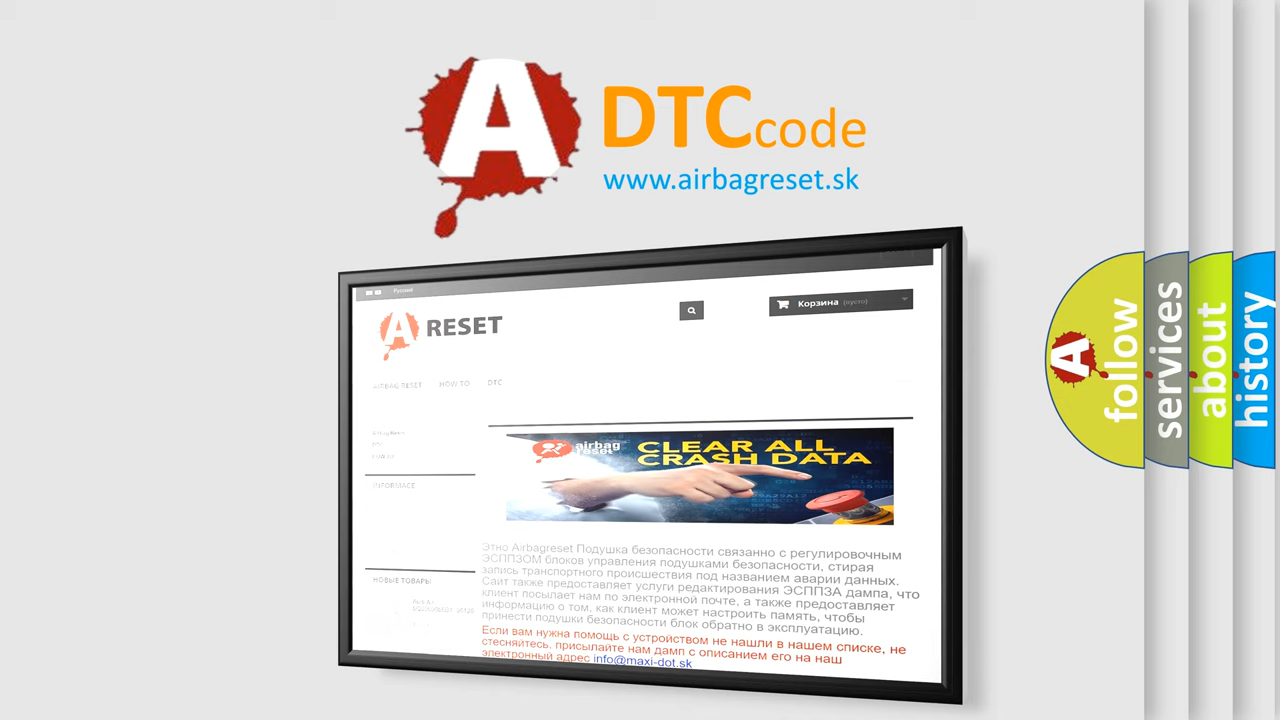 A DTCcode
www.airbagreset.sk
Русский
Корзина (пусто)
A RESET
AIRBAG RESET HOW TO DTC
INFORMACE
airbag
reset
CLEAR ALL
CRASH DATA
Этно Airbagreset Подушка безопасности связанно с регулировочным
ЭСППЗОМ блоков управления подушками безопасности, стирая
запись транспортного происшествия под названием аварии данных.
Сайт также предоставляет услуги редактирования ЭСППЗА дампа, что
клиент посылает нам по электронной почте, а также предоставляет
информацию о том, как клиент может настроить память, чтобы
принести подушки безопасности блок обратно в эксплуатацию.
Если вам нужна помощь с устройством не нашли в нашем списке, не
стесняйтесь, присылайте нам дамп с описанием его на наш
электронный адрес info@maxi-dot.sk
НОВЫЕ ТОВАРЫ
A
follow
services
about
history